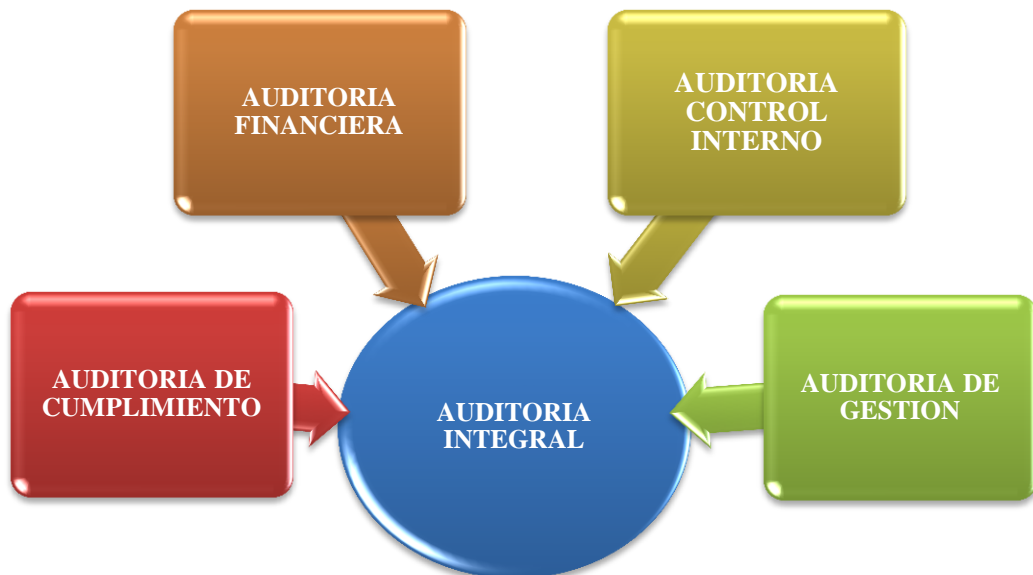 AUDITORIA
FINANCIERA
AUDITORIA
CONTROL
INTERNO
AUDITORIA DE
CUMPLIMIENTO
AUDITORIA
INTEGRAL
AUDITORIA DE
GESTION